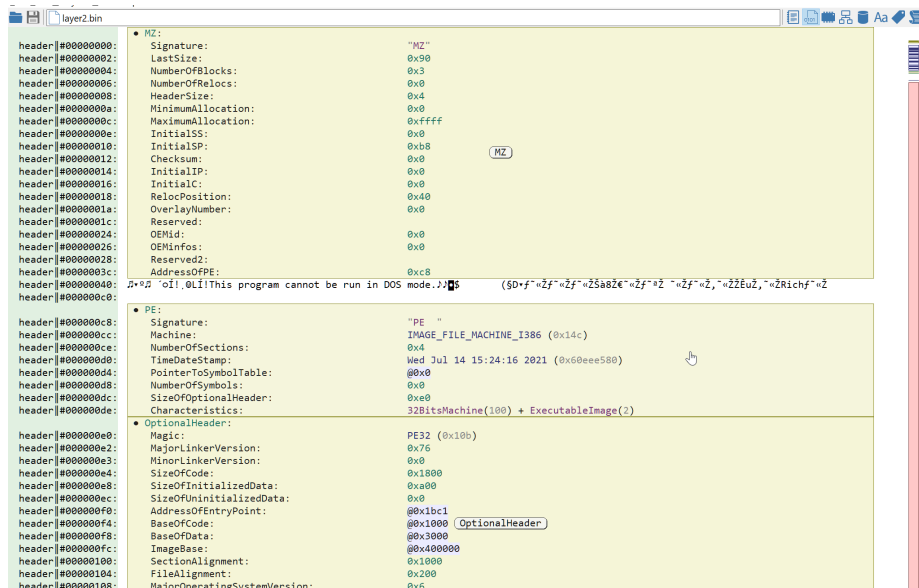 layer2.bin
Aa
• MZ:
header║#00000000: Signature: "MZ"
header║#00000002: LastSize: 0x90
header║#00000004: NumberOfBlocks: 0x3
header║#00000006: NumberOfRelocs: 0x0
header║#00000008: HeaderSize: 0x4
header║#0000000a: MinimumAllocation: 0x0
header║#0000000c: MaximumAllocation: 0xffff
header║#0000000e: InitialSS: 0x0
header║#00000010: InitialSP: 0xb8 MZ
header║#00000012: Checksum: 0x0
header║#00000014: InitialIP: 0x0
header║#00000016: InitialC: 0x0
header║#00000018: RelocPosition: 0x40
header║#0000001a: OverlayNumber: 0x0
header║#0000001c: Reserved:
header║#00000024: OEMid: 0x0
header║#00000026: OEMinfos: 0x0
header║#00000028: Reserved2:
header║#0000003c: AddressOfPE: 0xc8
header║#00000040: !This program cannot be run in DOS mode.
header║#000000c0:
• PE:
header║#000000c8: Signature: "PE  "
header║#000000cc: Machine: IMAGE_FILE_MACHINE_I386 (0x14c)
header║#000000ce: NumberOfSections: 0x4
header║#000000d0: TimeDateStamp: Wed Jul 14 15:24:16 2021 (0x60eee580)
header║#000000d4: PointerToSymbolTable: @0x0
header║#000000d8: NumberOfSymbols: 0x0
header║#000000dc: SizeOfOptionalHeader: 0xe0
header║#000000de: Characteristics: 32BitsMachine(100) + ExecutableImage(2)
• OptionalHeader:
header║#000000e0: Magic: PE32 (0x10b)
header║#000000e2: MajorLinkerVersion: 0x76
header║#000000e3: MinorLinkerVersion: 0x0
header║#000000e4: SizeOfCode: 0x1800
header║#000000e8: SizeOfInitializedData: 0xa00
header║#000000ec: SizeOfUninitializedData: 0x0
header║#000000f0: AddressOfEntryPoint: @0x1bc1
header║#000000f4: BaseOfCode: @0x1000 OptionalHeader
header║#000000f8: BaseOfData: @0x3000
header║#000000fc: ImageBase: @0x400000
header║#00000100: SectionAlignment: 0x1000
header║#00000104: FileAlignment: 0x200
header║#00000108: MajorOperatingSystemVersion: 0x6